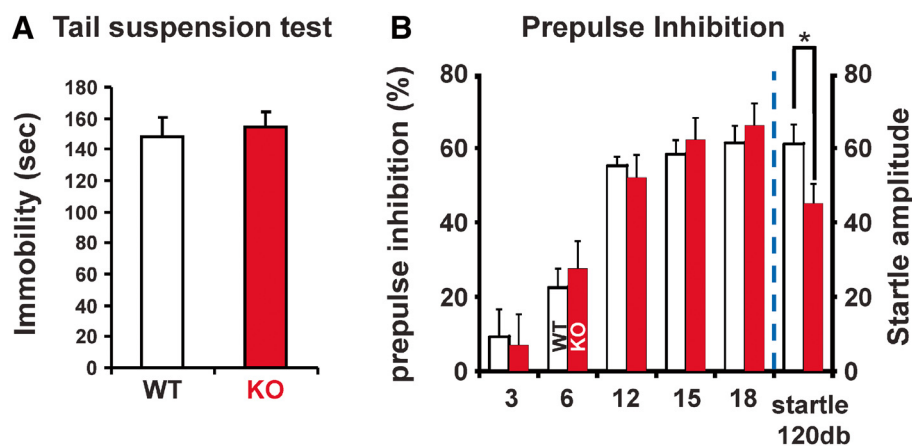 A Tail suspension test
Immobility (sec)
180
160
140
120
100
80
60
40
20
0
WT
KO
B Prepulse Inhibition
*
prepulse inhibition (%)
80
60
40
20
0
WT
KO
3
6
12
15
18
startle
120db
80
60
40
20
0
Startle amplitude